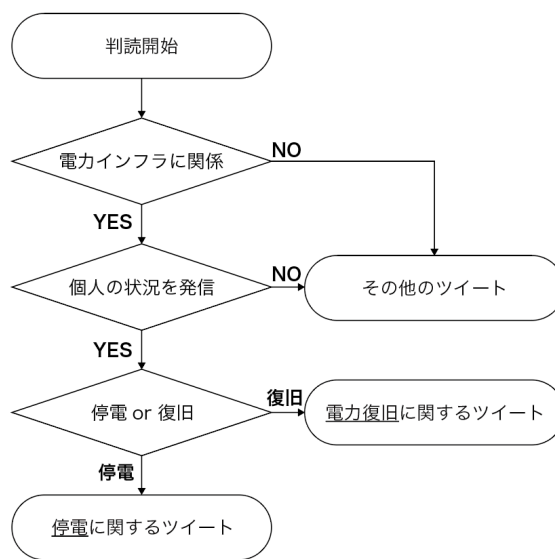 判読開始
電力インフラに関係
NO
YES
個人の状況を発信
NO
その他のツイート
YES
停電 or 復旧
復旧
電力復旧に関するツイート
停電
停電に関するツイート